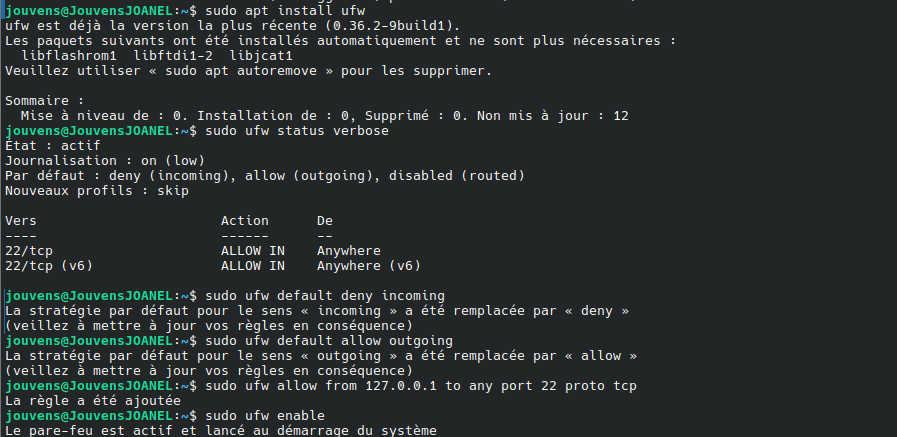 jouvens@JouvensJOANEL:~$ sudo apt install ufw
ufw est déjà la version la plus récente (0.36.2-9build1).
Les paquets suivants ont été installés automatiquement et ne sont plus nécessaires :
  libflashrom1  libftdi1-2  libjcat1
Veuillez utiliser « sudo apt autoremove » pour les supprimer.

Sommaire :
  Mise à niveau de : 0. Installation de : 0, Supprimé : 0. Non mis à jour : 12
jouvens@JouvensJOANEL:~$ sudo ufw status verbose
État : actif
Journalisation : on (low)
Par défaut : deny (incoming), allow (outgoing), disabled (routed)
Nouveaux profils : skip

Vers                       Action      De
----                       ------      --
22/tcp                     ALLOW IN    Anywhere
22/tcp (v6)                ALLOW IN    Anywhere (v6)

jouvens@JouvensJOANEL:~$ sudo ufw default deny incoming
La stratégie par défaut pour le sens « incoming » a été remplacée par « deny »
(veillez à mettre à jour vos règles en conséquence)
jouvens@JouvensJOANEL:~$ sudo ufw default allow outgoing
La stratégie par défaut pour le sens « outgoing » a été remplacée par « allow »
(veillez à mettre à jour vos règles en conséquence)
jouvens@JouvensJOANEL:~$ sudo ufw allow from 127.0.0.1 to any port 22 proto tcp
La règle a été ajoutée
jouvens@JouvensJOANEL:~$ sudo ufw enable
Le pare-feu est actif et lancé au démarrage du système